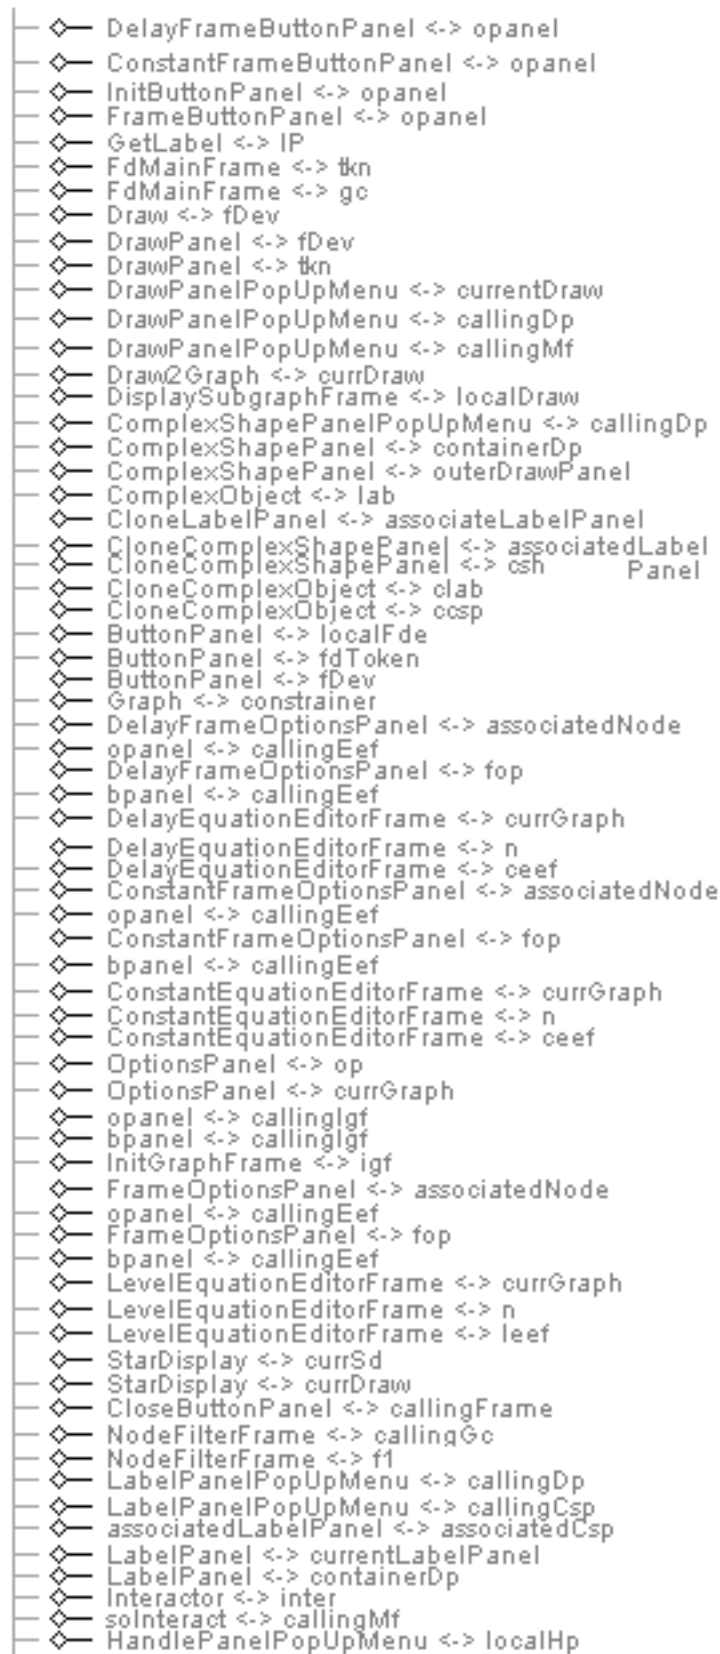 DelayFrameButtonPanel <-> opanel
ConstantFrameButtonPanel <-> opanel
InitButtonPanel <-> opanel
FrameButtonPanel <-> opanel
GetLabel <-> lP
FdMainFrame <-> tkn
FdMainFrame <-> gc
Draw <-> fDev
DrawPanel <-> fDev
DrawPanel <-> tkn
DrawPanelPopUpMenu <-> currentDraw
DrawPanelPopUpMenu <-> callingDp
DrawPanelPopUpMenu <-> callingMf
Draw2Graph <-> currDraw
DisplaySubgraphFrame <-> localDraw
ComplexShapePanelPopUpMenu <-> callingDp
ComplexShapePanel <-> containerDp
ComplexShapePanel <-> outerDrawPanel
ComplexObject <-> lab
CloneLabelPanel <-> associateLabelPanel
CloneComplexShapePanel <-> associatedLabel
CloneComplexShapePanel <-> csh Panel
CloneComplexObject <-> clab
CloneComplexObject <-> ccsp
ButtonPanel <-> localFde
ButtonPanel <-> fdToken
ButtonPanel <-> fDev
Graph <-> constrainer
DelayFrameOptionsPanel <-> associatedNode
opanel <-> callingEef
DelayFrameOptionsPanel <-> fop
bpanel <-> callingEef
DelayEquationEditorFrame <-> currGraph
DelayEquationEditorFrame <-> n
DelayEquationEditorFrame <-> ceef
ConstantFrameOptionsPanel <-> associatedNode
opanel <-> callingEef
ConstantFrameOptionsPanel <-> fop
bpanel <-> callingEef
ConstantEquationEditorFrame <-> currGraph
ConstantEquationEditorFrame <-> n
ConstantEquationEditorFrame <-> ceef
OptionsPanel <-> op
OptionsPanel <-> currGraph
opanel <-> callingIgf
bpanel <-> callingIgf
InitGraphFrame <-> igf
FrameOptionsPanel <-> associatedNode
opanel <-> callingEef
FrameOptionsPanel <-> fop
bpanel <-> callingEef
LevelEquationEditorFrame <-> currGraph
LevelEquationEditorFrame <-> n
LevelEquationEditorFrame <-> leef
StarDisplay <-> currSd
StarDisplay <-> currDraw
CloseButtonPanel <-> callingFrame
NodeFilterFrame <-> callingGc
NodeFilterFrame <-> f1
LabelPanelPopUpMenu <-> callingDp
LabelPanelPopUpMenu <-> callingCsp
associatedLabelPanel <-> associatedCsp
LabelPanel <-> currentLabelPanel
LabelPanel <-> containerDp
Interactor <-> inter
soInteract <-> callingMf
HandlePanelPopUpMenu <-> localHp